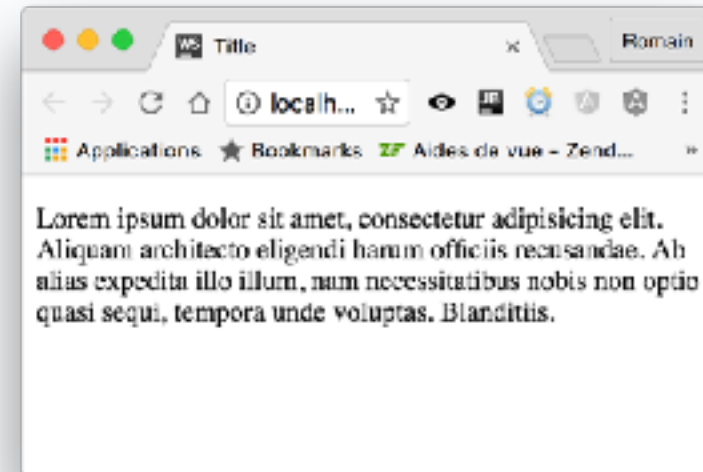 WS Title Romain
localh...
Applications Bookmarks ZF Aides de vue – Zend... »
Lorem ipsum dolor sit amet, consectetur adipisicing elit.
Aliquam architecto eligendi harum officiis recusandae. Ab
alias expedita illo illum, nam necessitatibus nobis non optio
quasi sequi, tempora unde voluptas. Blanditiis.